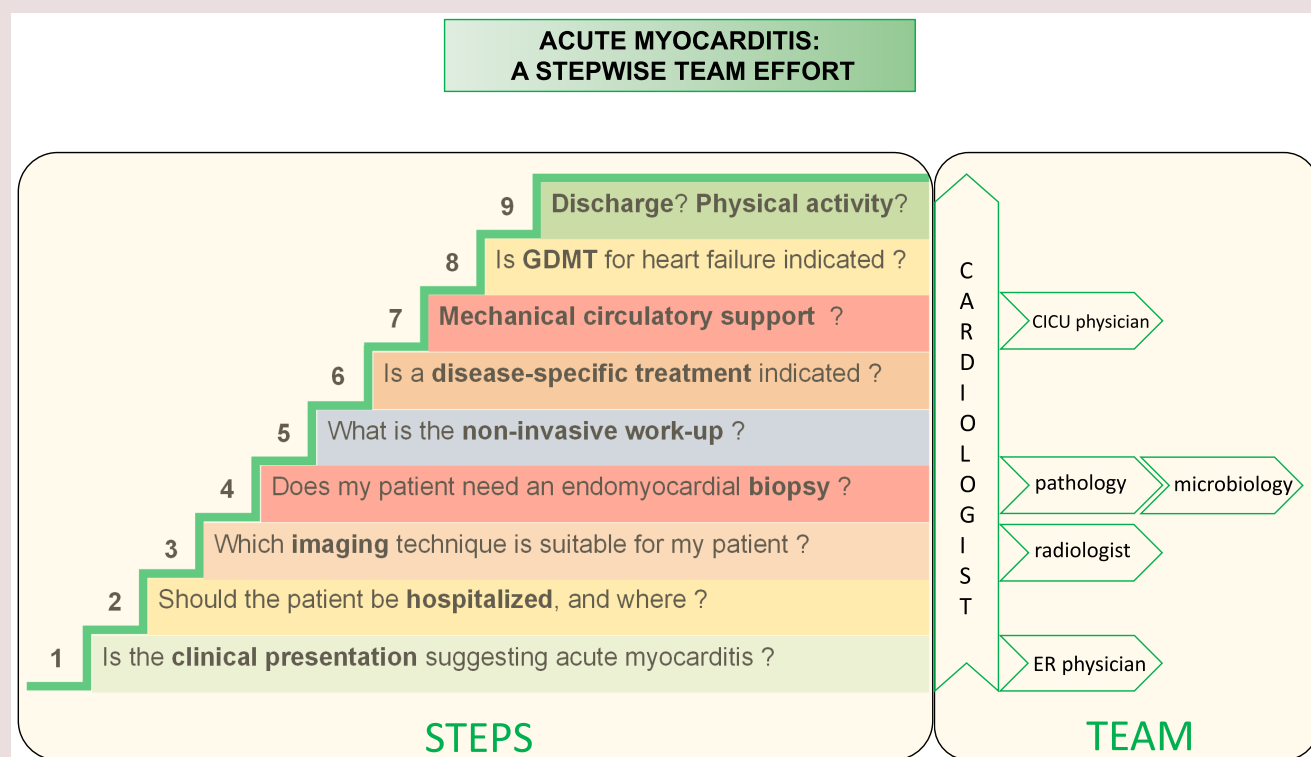 ACUTE MYOCARDITIS:
A STEPWISE TEAM EFFORT
9 Discharge? Physical activity?
8 Is GDMT for heart failure indicated ?
7 Mechanical circulatory support ?
6 Is a disease-specific treatment indicated ?
5 What is the non-invasive work-up ?
4 Does my patient need an endomyocardial biopsy ?
3 Which imaging technique is suitable for my patient ?
2 Should the patient be hospitalized, and where ?
1 Is the clinical presentation suggesting acute myocarditis ?
STEPS
CARDIOLOGIST
CICU physician
pathology microbiology
radiologist
ER physician
TEAM